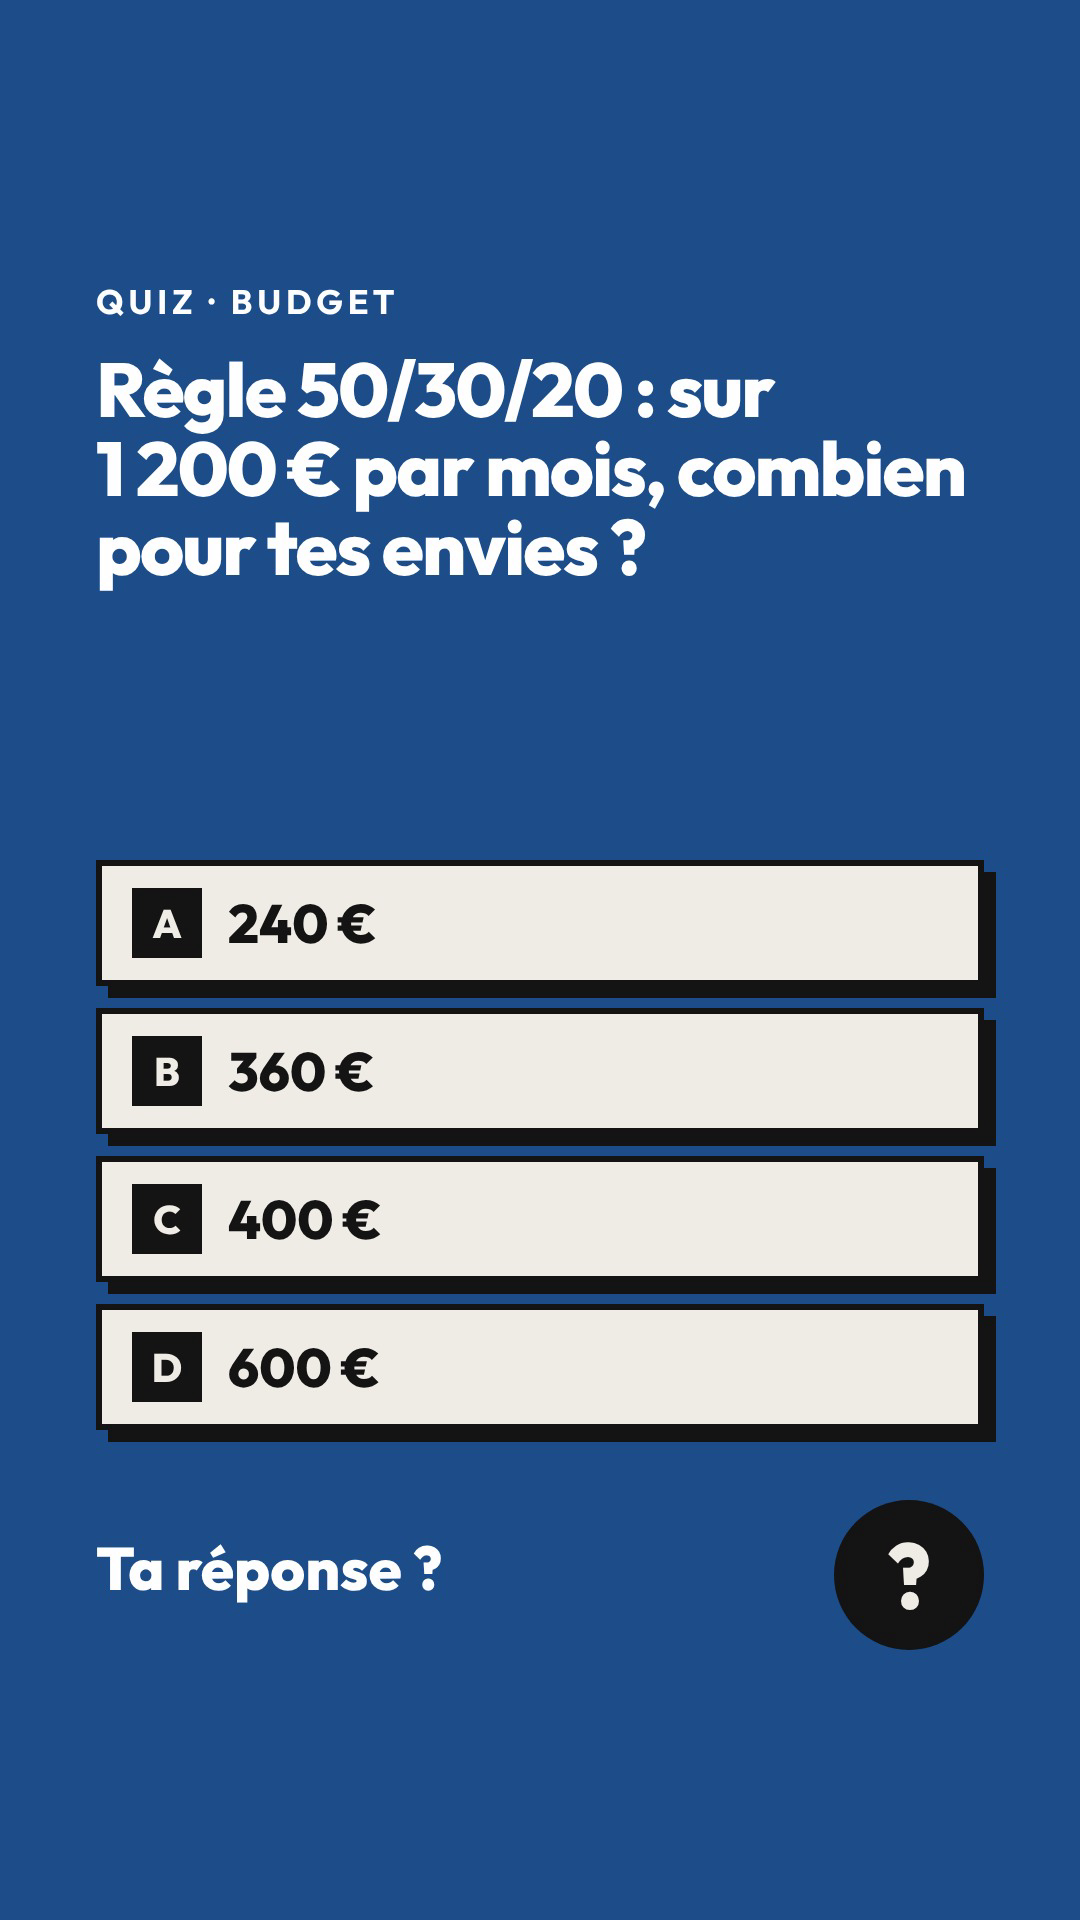 QUIZ · BUDGET
Règle 50/30/20 : sur
1 200 € par mois, combien
pour tes envies ?
A 240 €
B 360 €
C 400 €
D 600 €
Ta réponse ?
?